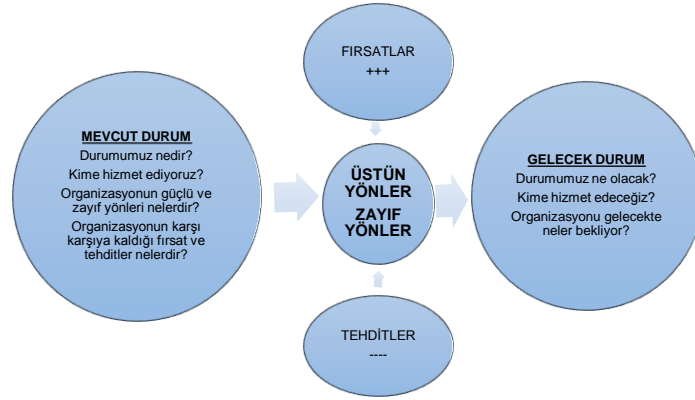 FIRSATLAR
+++
MEVCUT DURUM
Durumumuz nedir?
Kime hizmet ediyoruz?
Organizasyonun güçlü ve
zayıf yönleri nelerdir?
Organizasyonun karşı
karşıya kaldığı fırsat ve
tehditler nelerdir?
ÜSTÜN
YÖNLER
ZAYIF
YÖNLER
GELECEK DURUM
Durumumuz ne olacak?
Kime hizmet edeceğiz?
Organizasyonu gelecekte
neler bekliyor?
TEHDİTLER
----